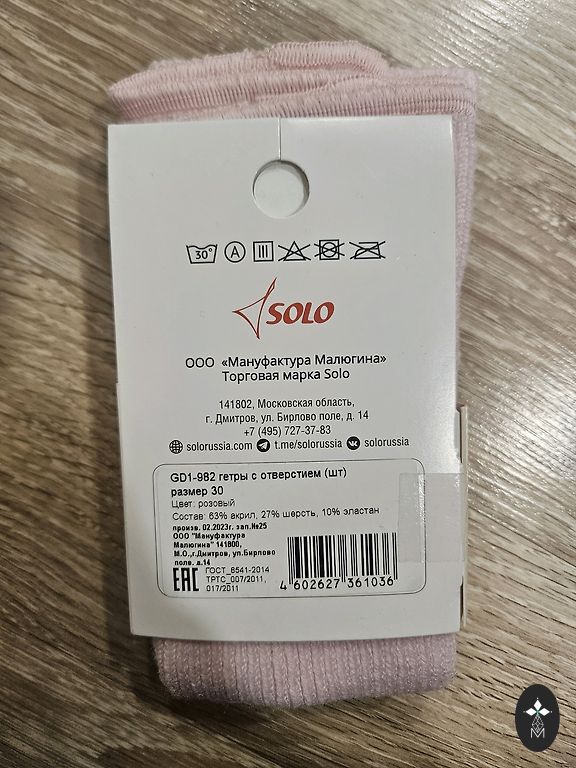 30°
A
SOLO
ООО «Мануфактура Малюгина»
Торговая марка Solo
141802, Московская область,
г. Дмитров, ул. Бирлово поле, д. 14
+7 (495) 727-37-83
solorussia.com t.me/solorussia solorussia
GD1-982 гетры с отверстием (шт)
размер 30
Цвет: розовый
Состав: 63% акрил, 27% шерсть, 10% эластан
произв. 02.2023г. зап.№25
ООО "Мануфактура
Малюгина" 141800,
М.О.,г.Дмитров, ул.Бирлово
поле, д.14
EAC
ГОСТ_8541-2014
ТРТС_007/2011,
017/2011
4 602627 361036
M